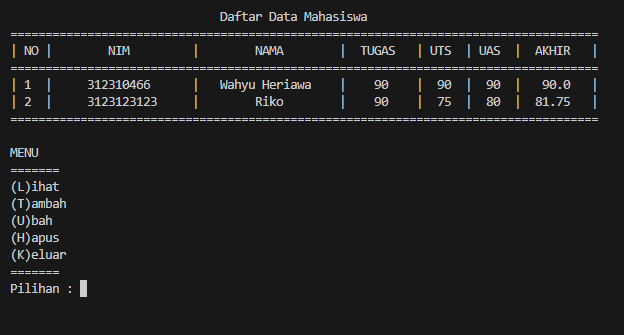 Daftar Data Mahasiswa
====================================================================================
| NO | NIM | NAMA | TUGAS | UTS | UAS | AKHIR |
====================================================================================
| 1 | 312310466 | Wahyu Heriawa | 90 | 90 | 90 | 90.0 |
| 2 | 3123123123 | Riko | 90 | 75 | 80 | 81.75 |
====================================================================================
MENU
=======
(L)ihat
(T)ambah
(U)bah
(H)apus
(K)eluar
=======
Pilihan :